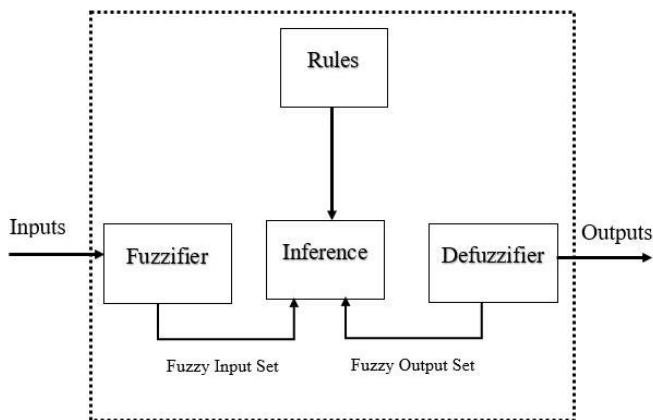 Rules
Inputs
Fuzzifier
Inference
Defuzzifier
Outputs
Fuzzy Input Set
Fuzzy Output Set